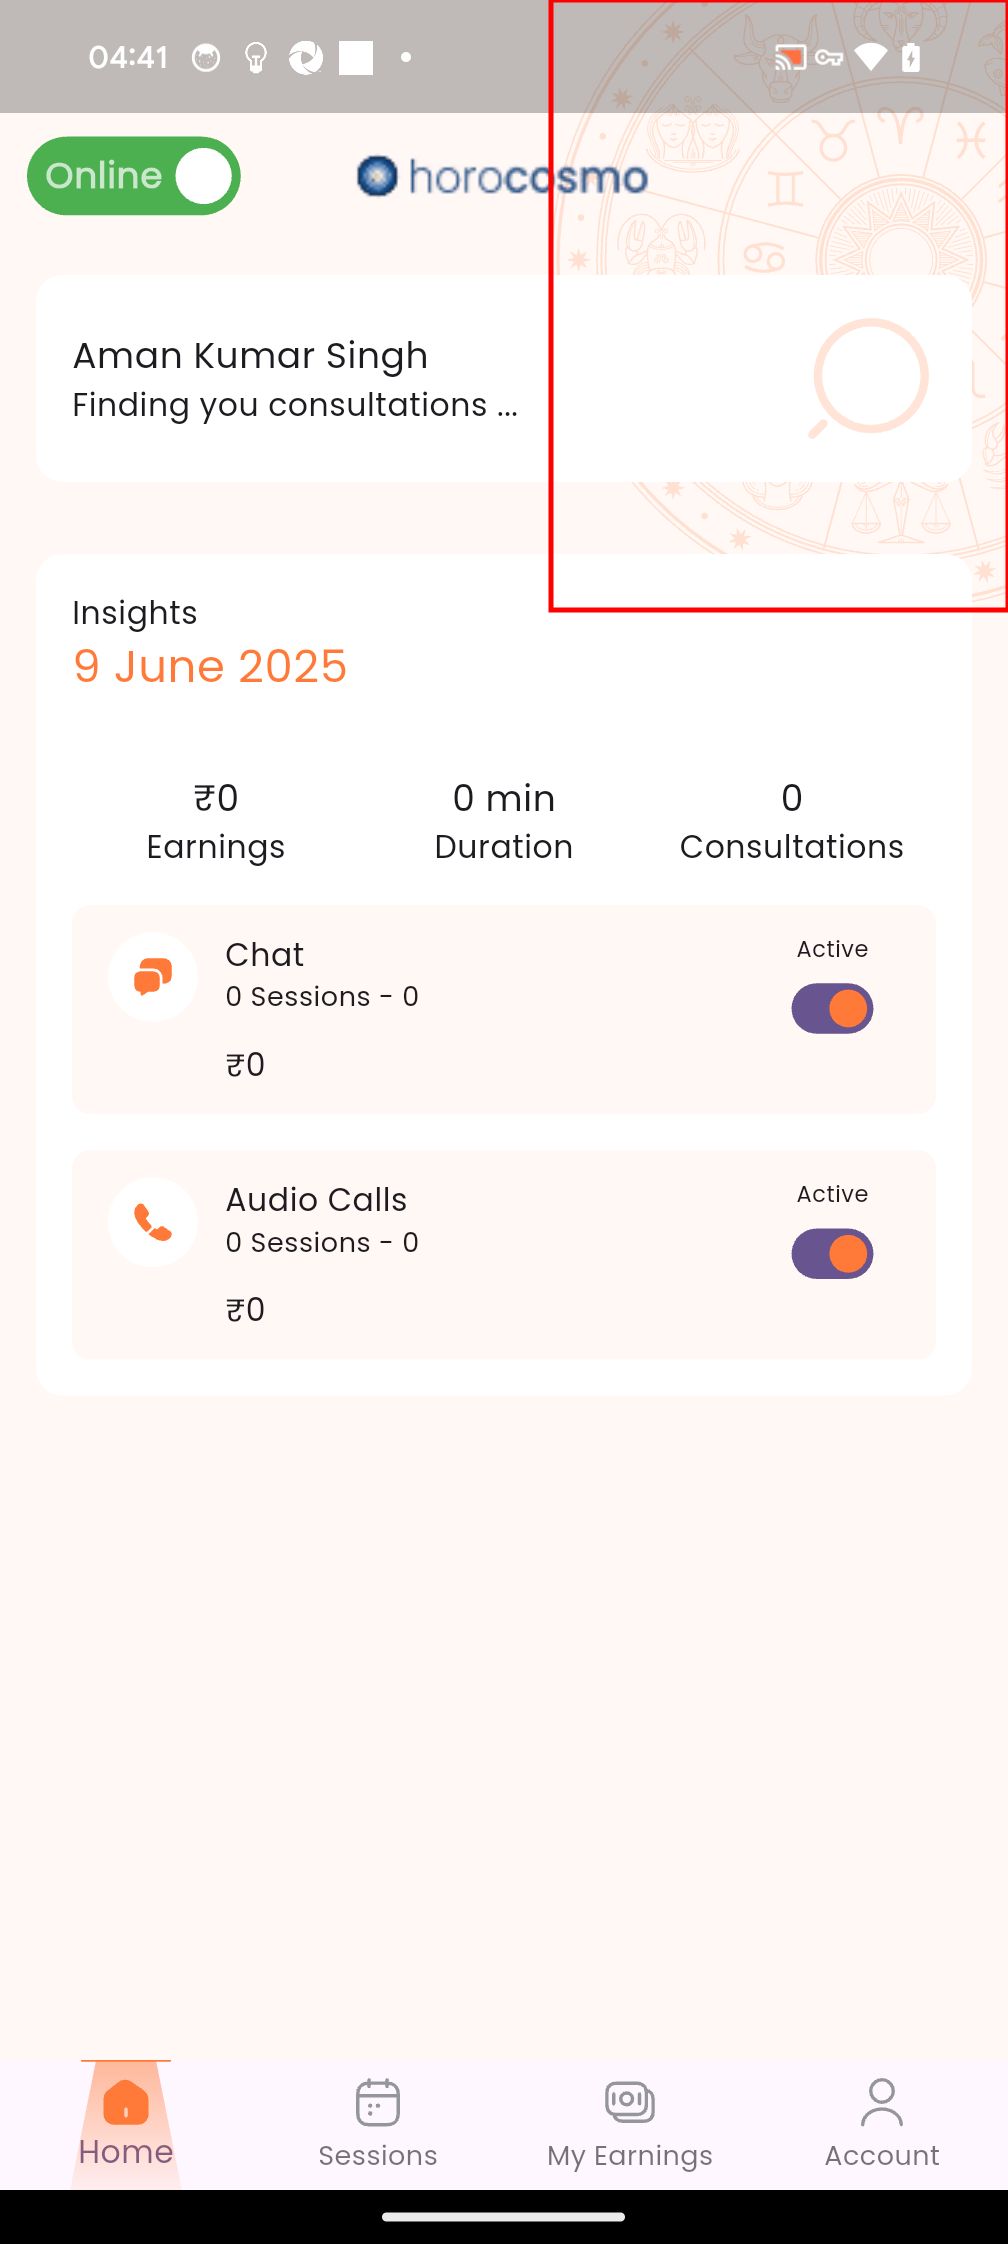 04:41
Online
horocosmo
Aman Kumar Singh
Finding you consultations ...
Insights
9 June 2025
₹0
0 min
0
Earnings
Duration
Consultations
Chat
Active
0 Sessions - 0
₹0
Audio Calls
Active
0 Sessions - 0
₹0
Home
Sessions
My Earnings
Account